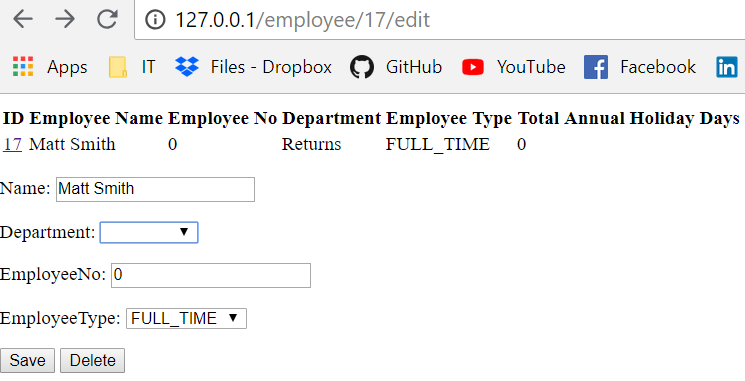 127.0.0.1/employee/17/edit
Apps IT Files - Dropbox GitHub YouTube Facebook
ID Employee Name Employee No Department Employee Type Total Annual Holiday Days
17 Matt Smith 0 Returns FULL_TIME 0
Name: Matt Smith
Department:
EmployeeNo: 0
EmployeeType: FULL_TIME
Save Delete